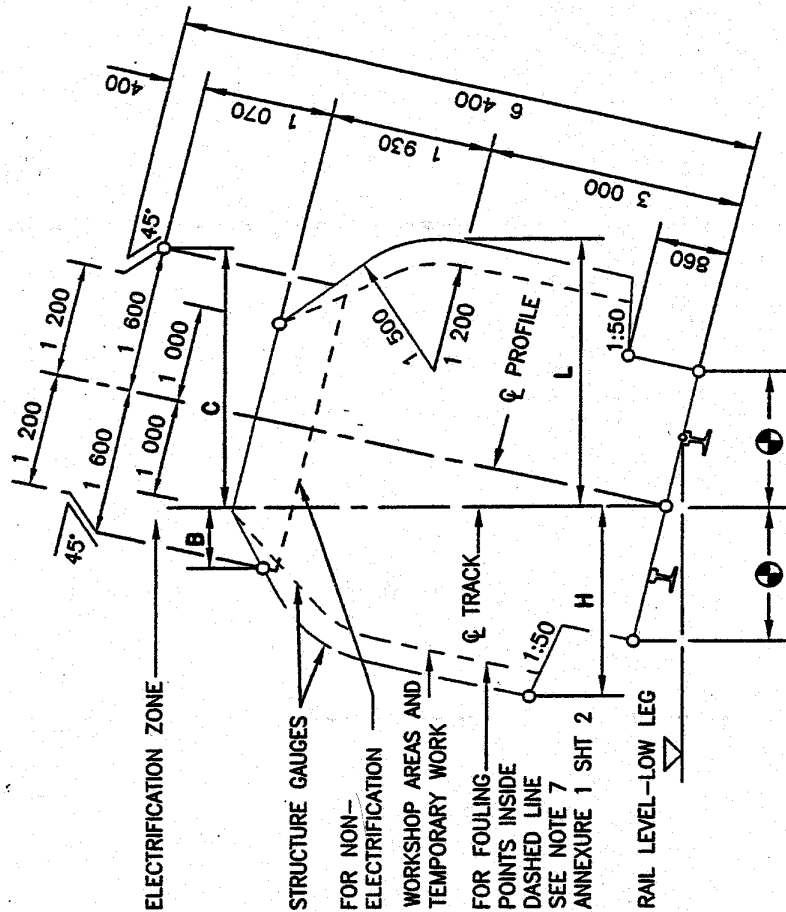 400
45°
1 200
1 600
1 000
1 200
1 600
1 000
45°
1 070
1 930
3 000
6 400
860
C
B
1 500
1 200
℄ PROFILE
L
1:50
℄ TRACK
H
1:50
ELECTRIFICATION ZONE
STRUCTURE GAUGES
FOR NON-
ELECTRIFICATION
WORKSHOP AREAS AND
TEMPORARY WORK
FOR FOULING
POINTS INSIDE
DASHED LINE
SEE NOTE 7
ANNEXURE 1 SHT 2
RAIL LEVEL-LOW LEG